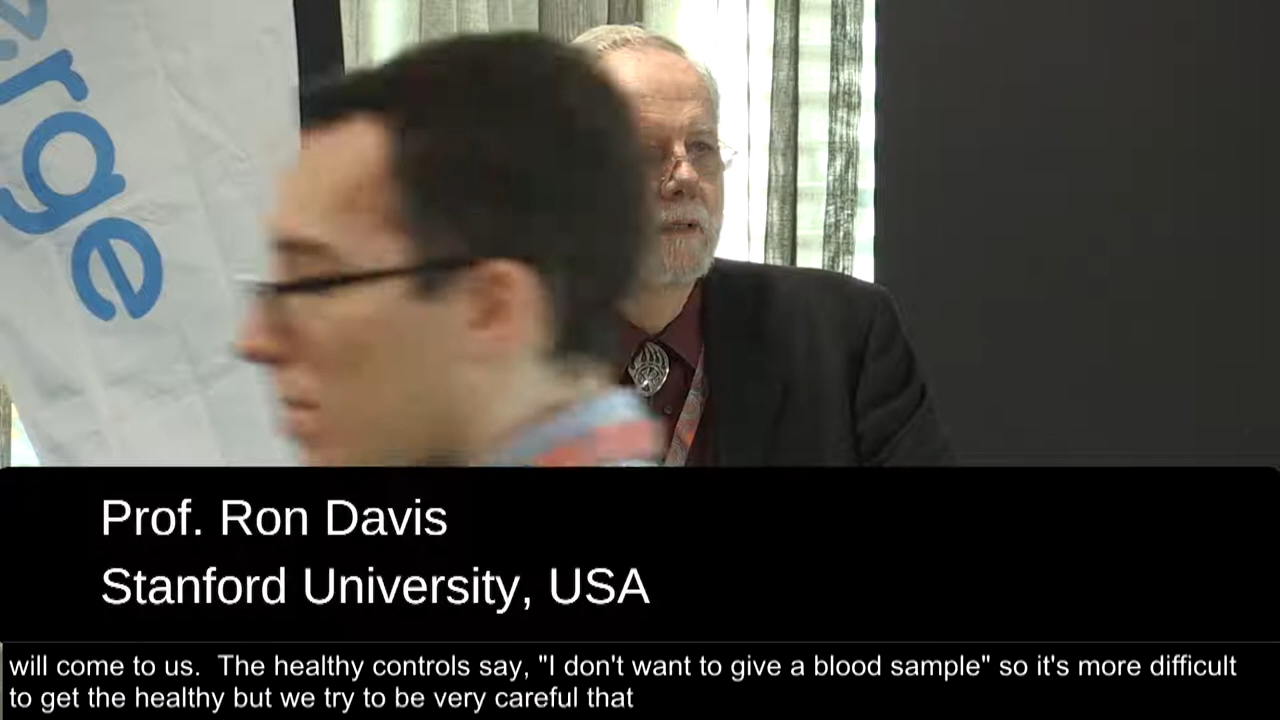 erge
Prof. Ron Davis
Stanford University, USA
will come to us.  The healthy controls say, "I don't want to give a blood sample" so it's more difficult
to get the healthy but we try to be very careful that